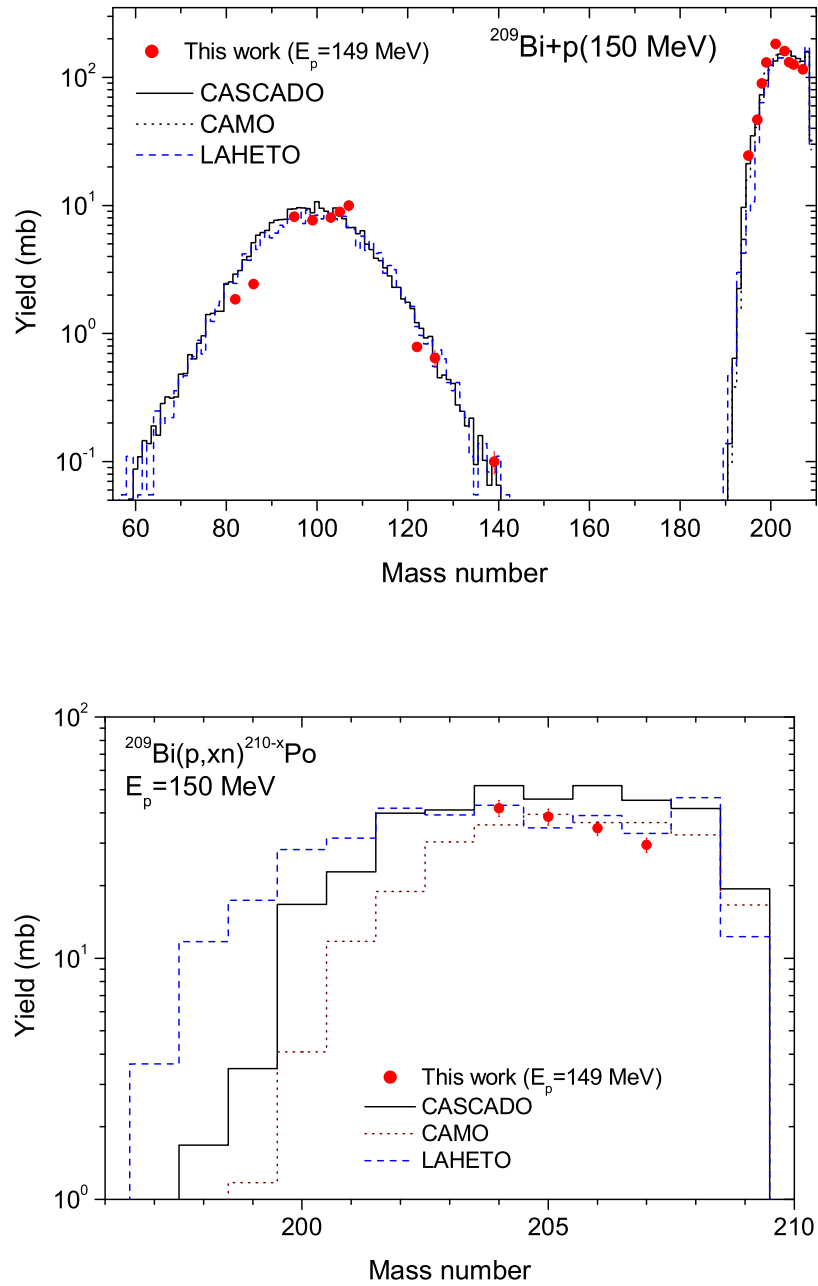 This work (Eₚ=149 MeV)
²⁰⁹Bi+p(150 MeV)
CASCADO
CAMO
LAHETO
10²
10¹
10⁰
10⁻¹
Yield (mb)
60 80 100 120 140 160 180 200
Mass number
²⁰⁹Bi(p,xn)²¹⁰⁻ˣPo
Eₚ=150 MeV
10²
10¹
10⁰
Yield (mb)
This work (Eₚ=149 MeV)
CASCADO
CAMO
LAHETO
200 205 210
Mass number